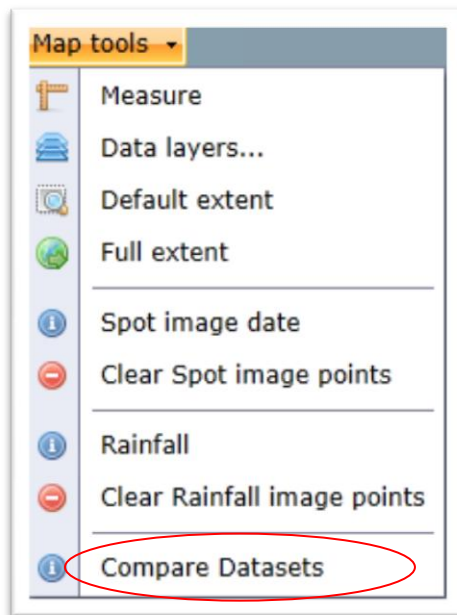 Map tools
Measure
Data layers...
Default extent
Full extent
Spot image date
Clear Spot image points
Rainfall
Clear Rainfall image points
Compare Datasets